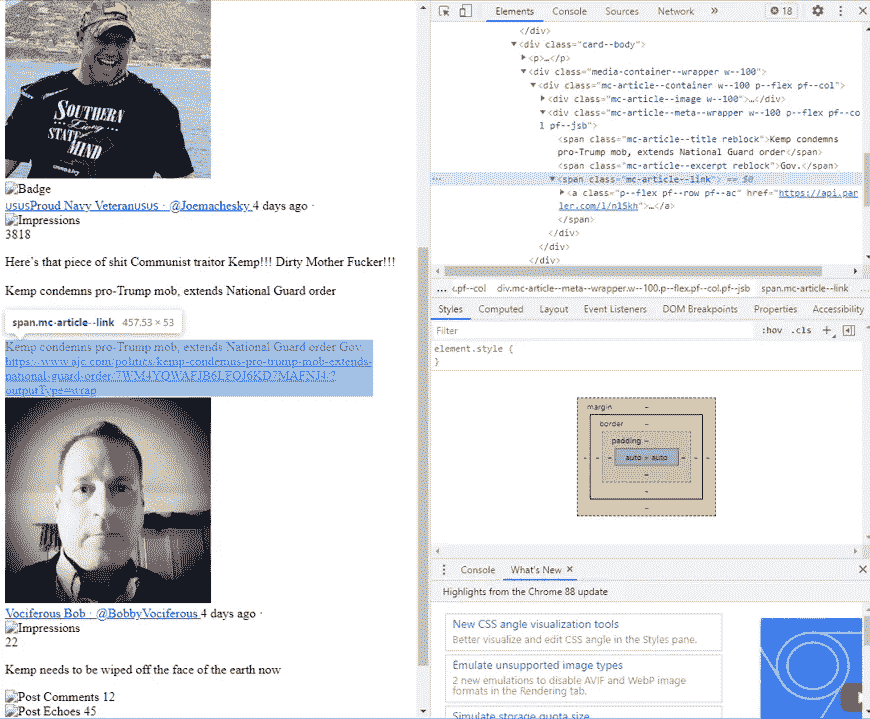 SOUTHERN
Living
STATE OF
MIND
Badge
ᴜsᴜsProud Navy Veteranᴜsᴜs · @Joemachesky 4 days ago ·
Impressions
3818
Here's that piece of shit Communist traitor Kemp!!! Dirty Mother Fucker!!!
Kemp condemns pro-Trump mob, extends National Guard order
span.mc-article--link 457.53 × 53
Kemp condemns pro-Trump mob, extends National Guard order Gov.
https://www.ajc.com/politics/kemp-condemns-pro-trump-mob-extends-
national-guard-order/
outputType=wrap
Vociferous Bob · @BobbyVociferous 4 days ago ·
Impressions
22
Kemp needs to be wiped off the face of the earth now
Post Comments 12
Post Echoes 45
Elements Console Sources Network » 18
</div>
▼<div class="card--body">
▶<p>…</p>
▼<div class="media-container--wrapper w--100">
▼<div class="mc-article--container w--100 p--flex pf--col">
▶<div class="mc-article--image w--100">…</div>
▼<div class="mc-article--meta--wrapper w--100 p--flex pf--co
l pf--jsb">
<span class="mc-article--title reblock">Kemp condemns
pro-Trump mob, extends National Guard order</span>
<span class="mc-article--excerpt reblock">Gov.</span>
… ▼<span class="mc-article--link"> == $0
▶<a class="p--flex pf--row pf--ac" href="https://api.par
ler.com/l/nl5kh">…</a>
</span>
</div>
</div>
</div>
… .pf--col div.mc-article--meta--wrapper.w--100.p--flex.pf--col.pf--jsb span.mc-article--link …
Styles Computed Layout Event Listeners DOM Breakpoints Properties Accessibility
Filter :hov .cls +
element.style {
}
margin –
border –
padding –
– – – auto × auto – – –
–
–
–
Console What's New ×
Highlights from the Chrome 88 update
New CSS angle visualization tools
Better visualize and edit CSS angle in the Styles pane.
Emulate unsupported image types
2 new emulations to disable AVIF and WebP image
formats in the Rendering tab.
Simulate storage quota size